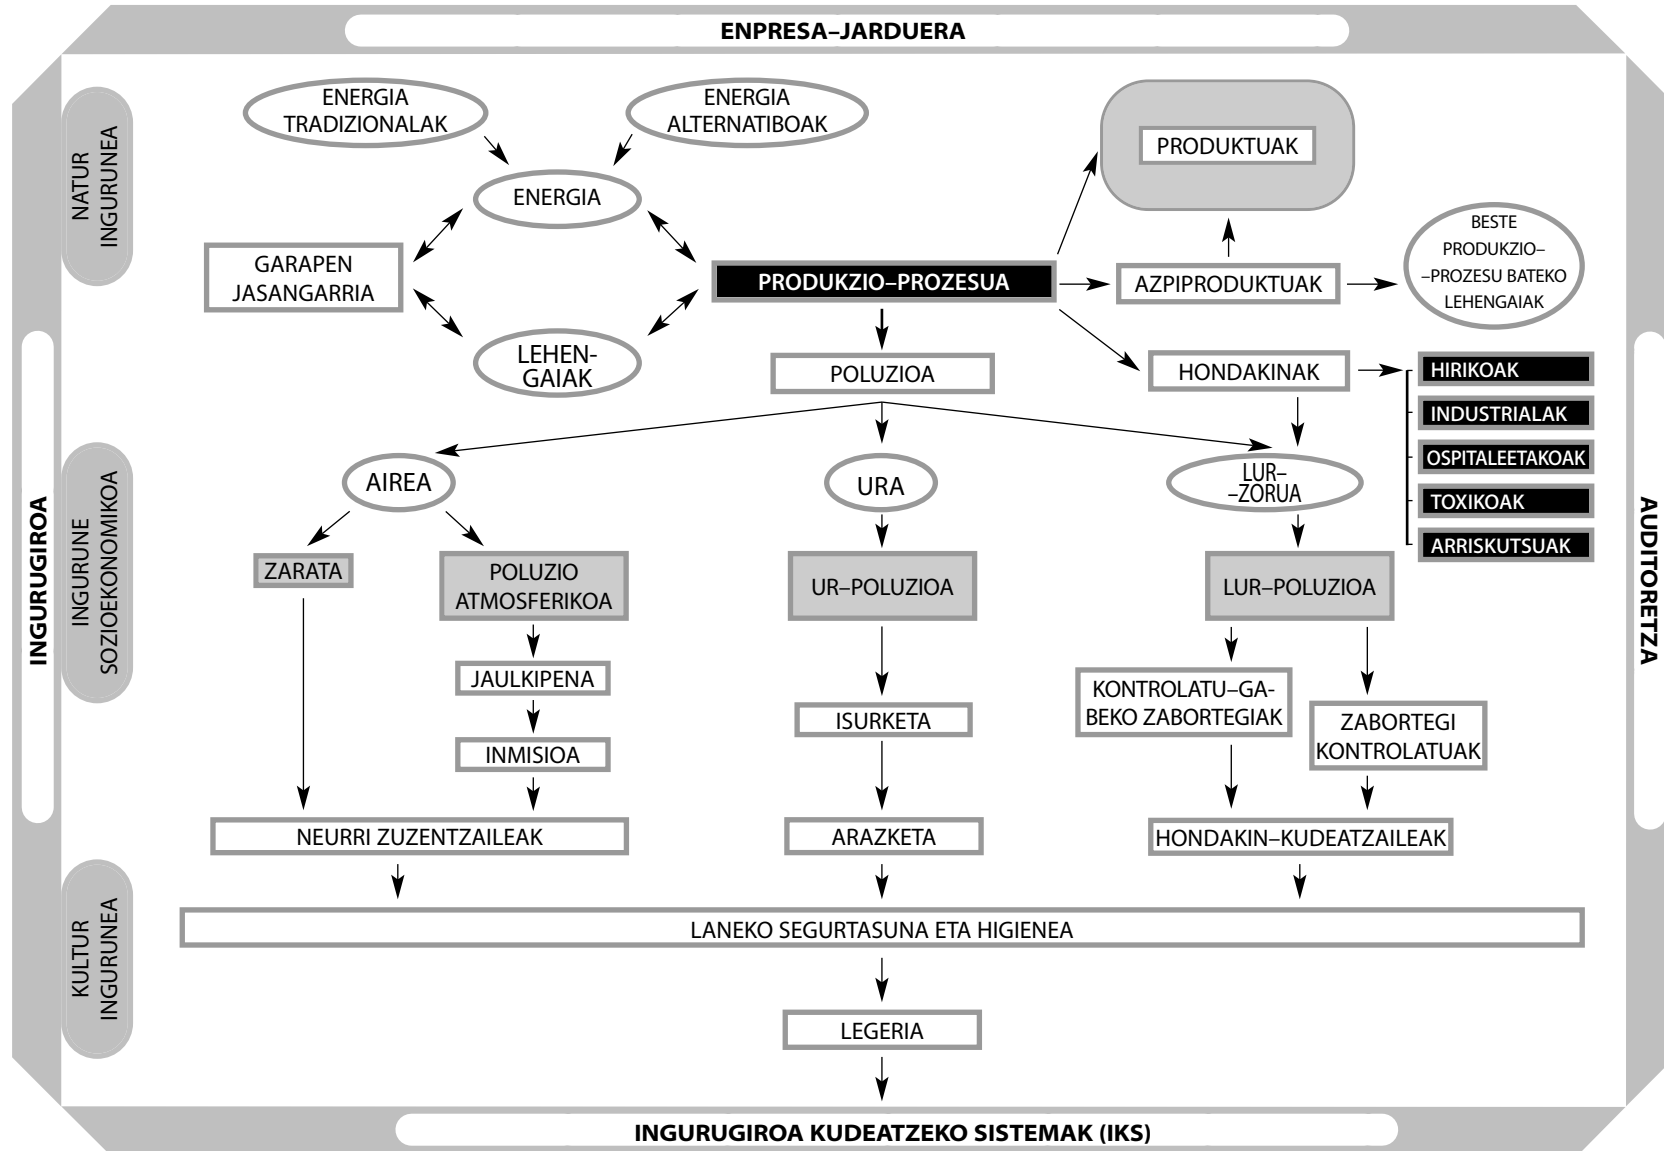 ENPRESA–JARDUERA
NATUR
INGURUNEA
ENERGIA
TRADIZIONALAK
ENERGIA
ALTERNATIBOAK
ENERGIA
PRODUKTUAK
GARAPEN
JASANGARRIA
PRODUKZIO–PROZESUA
AZPIPRODUKTUAK
BESTE
PRODUKZIO–
–PROZESU BATEKO
LEHENGAIAK
LEHEN-
GAIAK
POLUZIOA
HONDAKINAK
HIRIKOAK
INDUSTRIALAK
OSPITALEETAKOAK
TOXIKOAK
ARRISKUTSUAK
INGURUGIROA
INGURUNE
SOZIOEKONOMIKOA
AUDITORETZA
AIREA
URA
LUR–
–ZORUA
ZARATA
POLUZIO
ATMOSFERIKOA
UR–POLUZIOA
LUR–POLUZIOA
JAULKIPENA
INMISIOA
ISURKETA
KONTROLATU–GA-
BEKO ZABORTEGIAK
ZABORTEGI
KONTROLATUAK
NEURRI ZUZENTZAILEAK
ARAZKETA
HONDAKIN–KUDEATZAILEAK
KULTUR
INGURUNEA
LANEKO SEGURTASUNA ETA HIGIENEA
LEGERIA
INGURUGIROA KUDEATZEKO SISTEMAK (IKS)